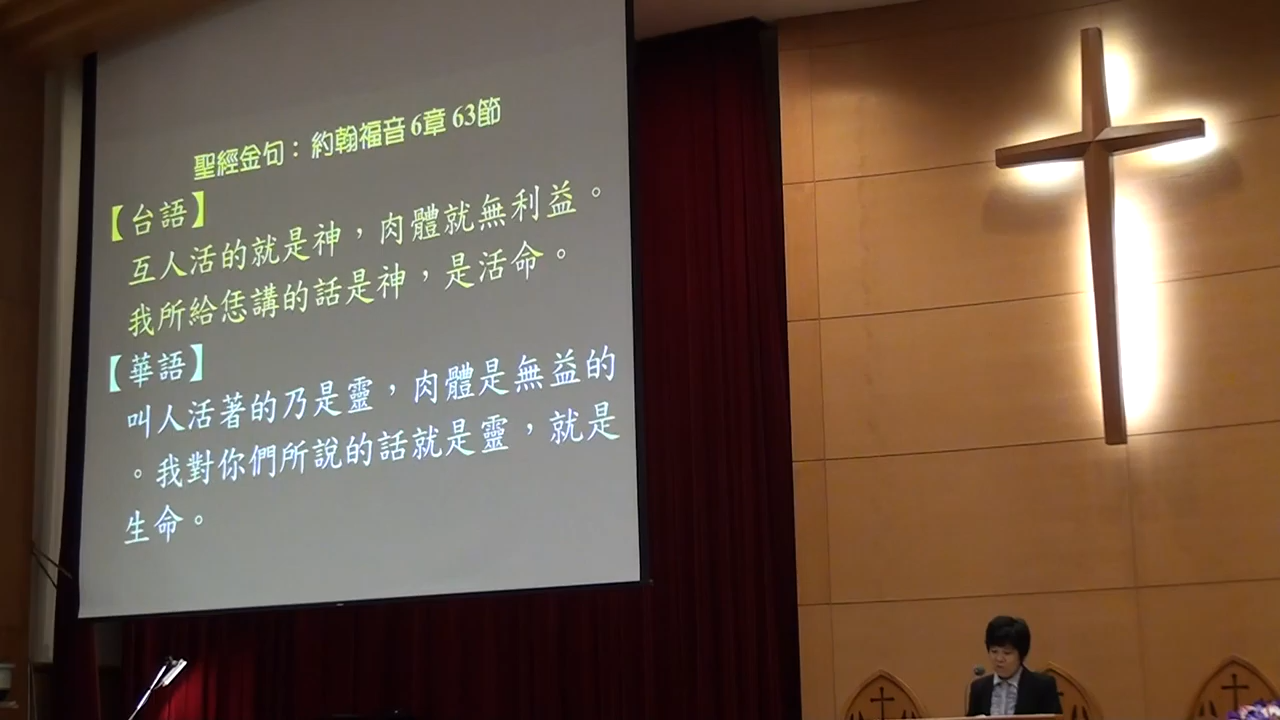 聖經金句：約翰福音 6章 63節
【台語】
互人活的就是神，肉體就無利益。
我所給恁講的話是神，是活命。
【華語】
叫人活著的乃是靈，肉體是無益的
。我對你們所說的話就是靈，就是
生命。